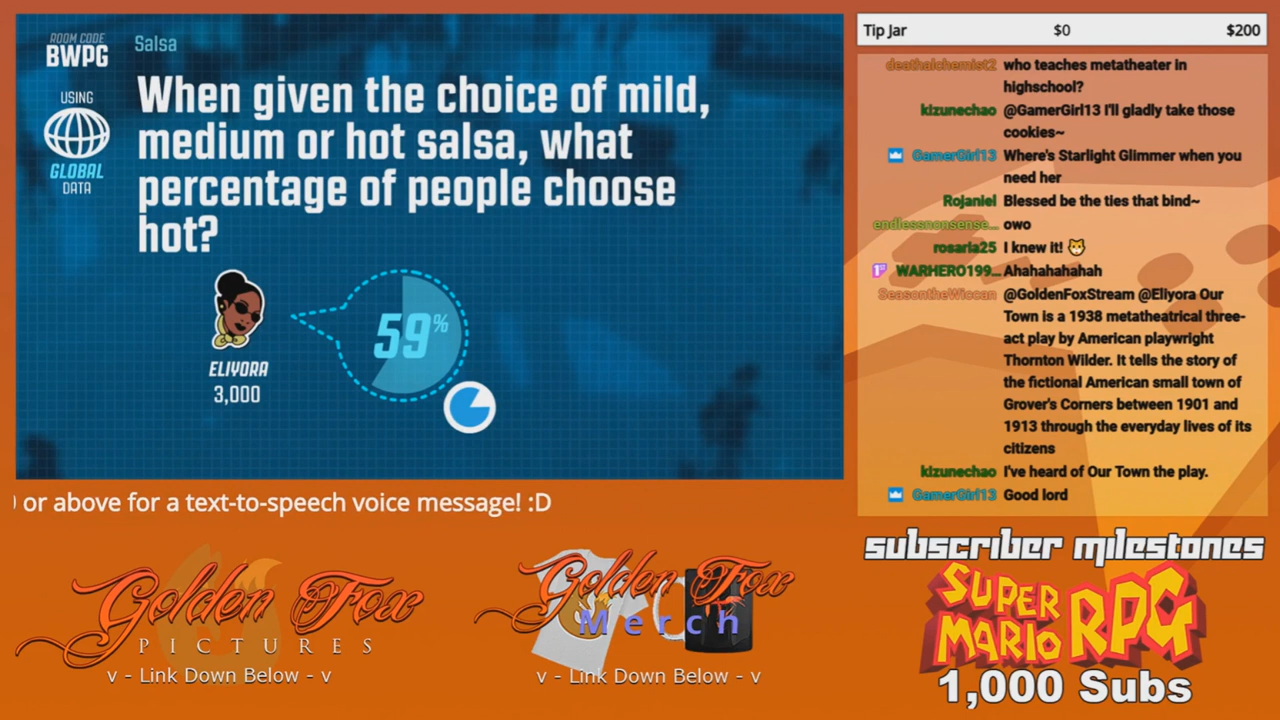 ROOM CODE
BWPG
USING
GLOBAL
DATA
Salsa
When given the choice of mild,
medium or hot salsa, what
percentage of people choose
hot?
59%
ELIYORA
3,000
) or above for a text-to-speech voice message! :D
Golden Fox
PICTURES
v - Link Down Below - v
Golden Fox
Merch
v - Link Down Below - v
Tip Jar $0 $200
deathalchemist2 who teaches metatheater in
highschool?
kizunechao @GamerGirl13 I'll gladly take those
cookies~
GamerGirl13 Where's Starlight Glimmer when you
need her
Rojaniel Blessed be the ties that bind~
endlessnonsense... owo
rosaria25 I knew it!
WARHERO199... Ahahahahahah
SeasontheWiccan @GoldenFoxStream @Eliyora Our
Town is a 1938 metatheatrical three-
act play by American playwright
Thornton Wilder. It tells the story of
the fictional American small town of
Grover's Corners between 1901 and
1913 through the everyday lives of its
citizens
kizunechao I've heard of Our Town the play.
GamerGirl13 Good lord
subscriber milestones
SUPER
MARIO RPG
1,000 Subs